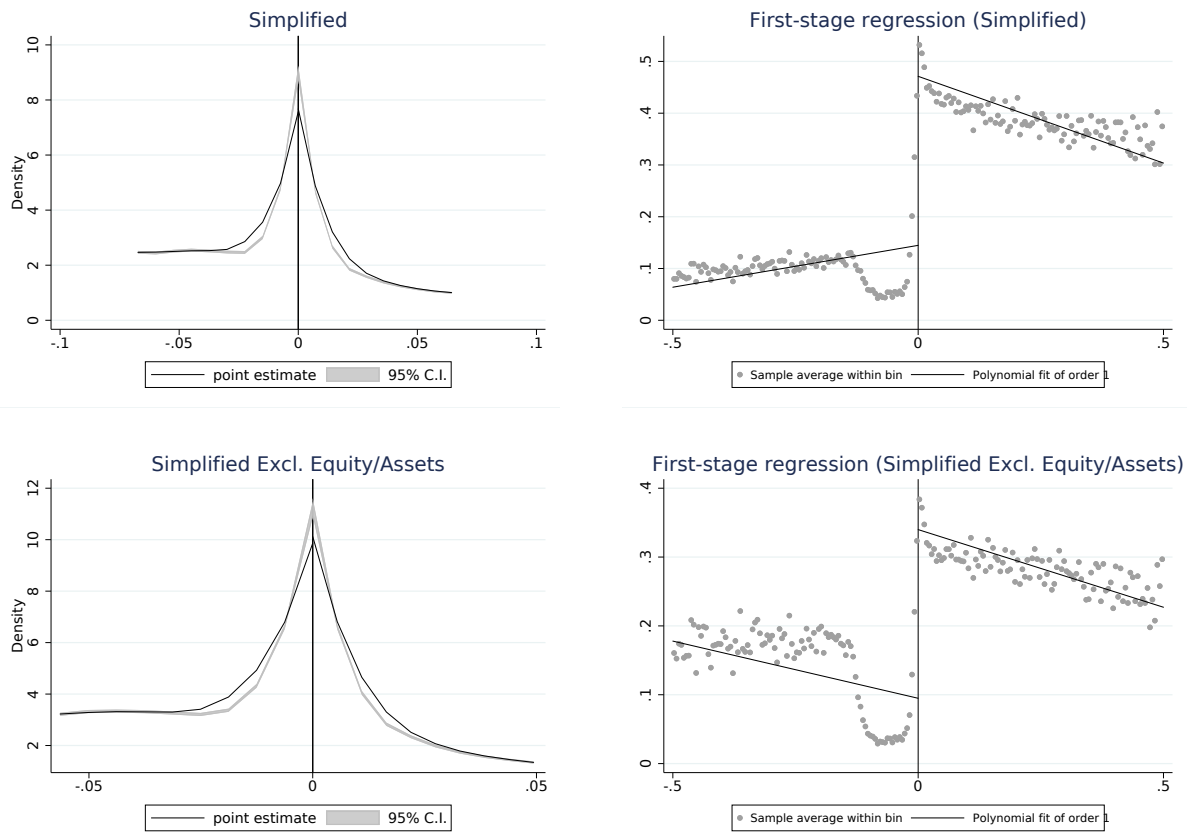 Simplified
Density
10
8
6
4
2
0
-.1 -.05 0 .05 .1
point estimate 95% C.I.
First-stage regression (Simplified)
.5
.4
.3
.2
.1
0
-.5 0 .5
Sample average within bin Polynomial fit of order 1
Simplified Excl. Equity/Assets
Density
12
10
8
6
4
2
-.05 0 .05
point estimate 95% C.I.
First-stage regression (Simplified Excl. Equity/Assets)
.4
.3
.2
.1
0
-.5 0 .5
Sample average within bin Polynomial fit of order 1